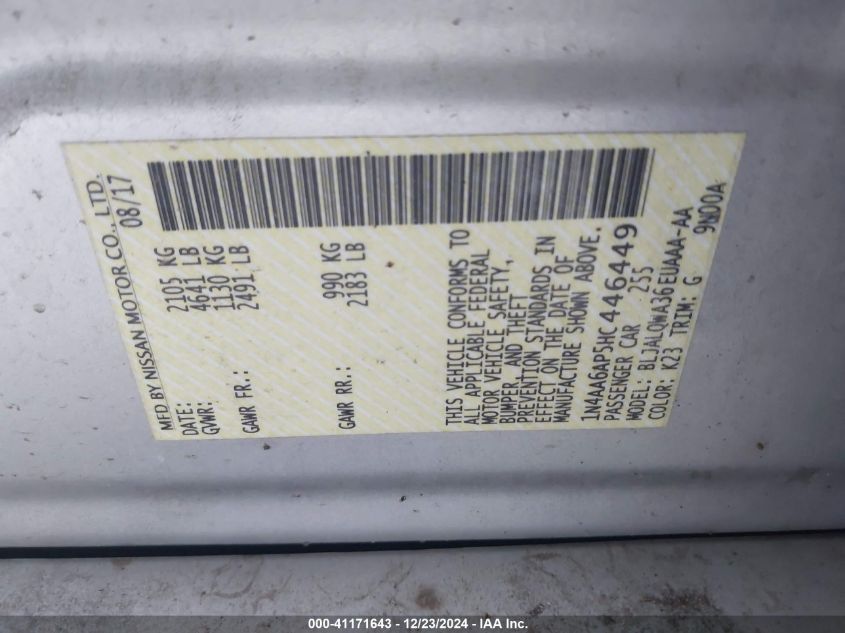 MFD BY NISSAN MOTOR CO., LTD.
DATE: 08/17
GVWR: 2105 KG
4641 LB
GAWR FR.: 1130 KG
2491 LB
GAWR RR.: 990 KG
2183 LB
THIS VEHICLE CONFORMS TO
ALL APPLICABLE FEDERAL
MOTOR VEHICLE SAFETY,
BUMPER, AND THEFT
PREVENTION STANDARDS IN
EFFECT ON THE DATE OF
MANUFACTURE SHOWN ABOVE.
1N4AA6AP5HC446449
PASSENGER CAR 255
MODEL: BLJALQWA36EUAAA-AA
COLOR: K23 TRIM: G 9ND0A
000-41171643 - 12/23/2024 - IAA Inc.